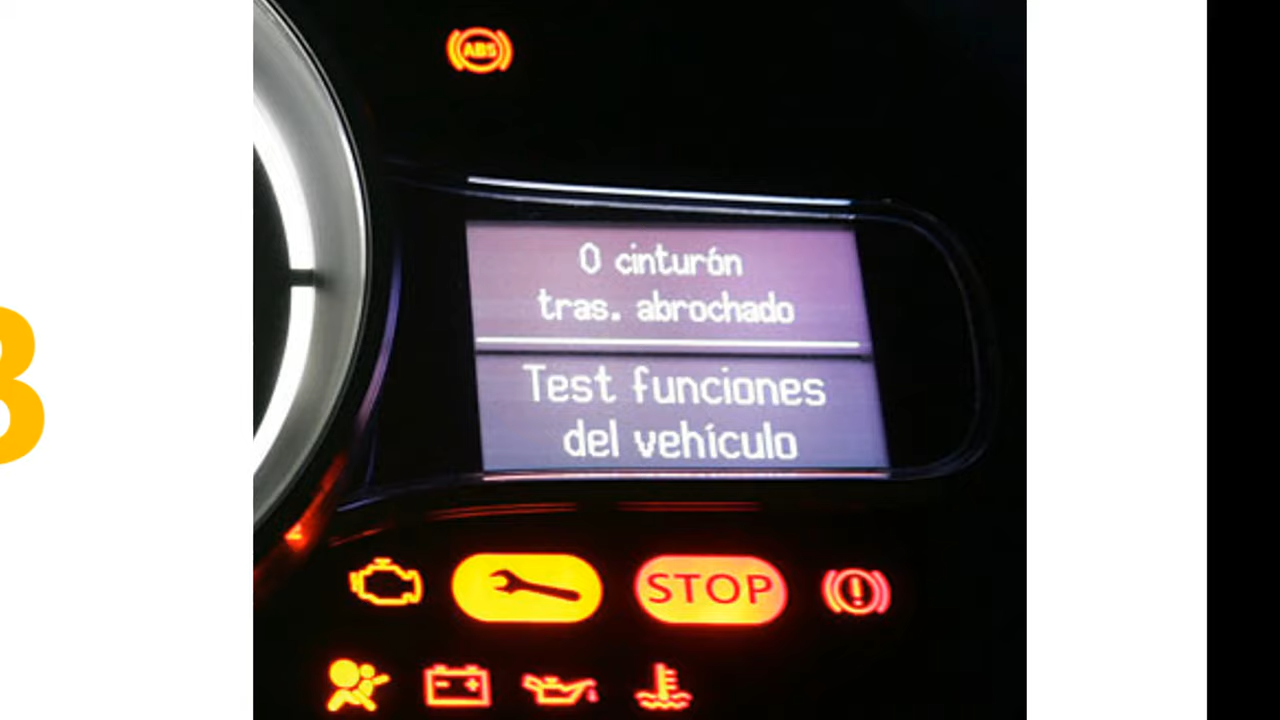 ABS
0 cinturón
tras. abrochado
Test funciones
del vehículo
STOP